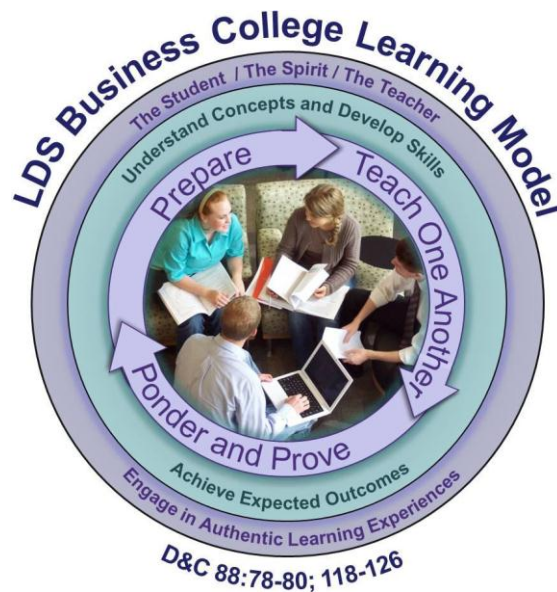 LDS Business College Learning Model
The Student / The Spirit / The Teacher
Understand Concepts and Develop Skills
Prepare
Teach One Another
Ponder and Prove
Achieve Expected Outcomes
Engage in Authentic Learning Experiences
D&C 88:78-80; 118-126